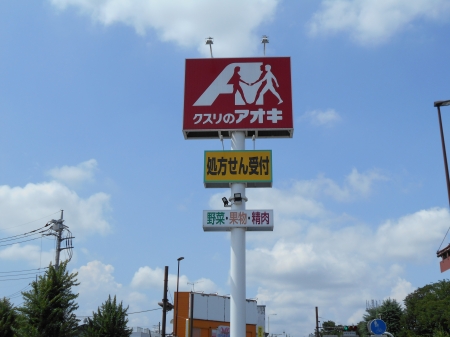 クスリのアオキ
処方せん受付
野菜・果物・精肉